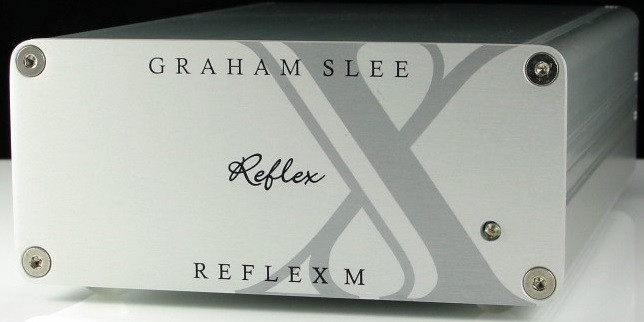 GRAHAM SLEE
Reflex
REFLEX M
X